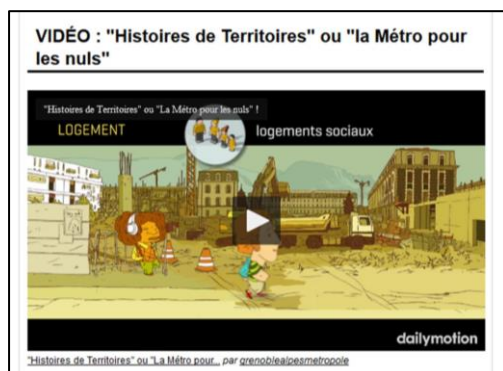 VIDÉO : "Histoires de Territoires" ou "la Métro pour
les nuls"
"Histoires de Territoires" ou "La Métro pour les nuls" !
LOGEMENT
logements sociaux
dailymotion
"Histoires de Territoires" ou "La Métro pour... par grenoblealpesmetropole